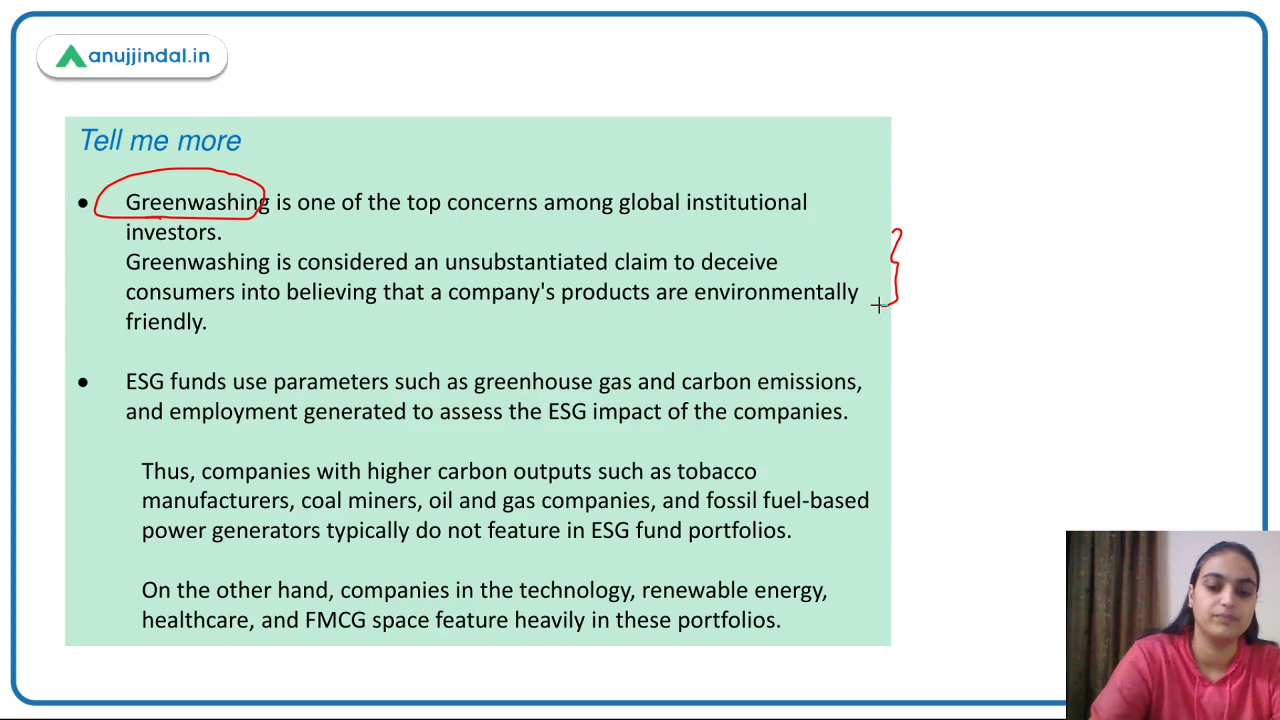 anujjindal.in
Tell me more
• Greenwashing is one of the top concerns among global institutional
investors.
Greenwashing is considered an unsubstantiated claim to deceive
consumers into believing that a company's products are environmentally
friendly.
• ESG funds use parameters such as greenhouse gas and carbon emissions,
and employment generated to assess the ESG impact of the companies.
Thus, companies with higher carbon outputs such as tobacco
manufacturers, coal miners, oil and gas companies, and fossil fuel-based
power generators typically do not feature in ESG fund portfolios.
On the other hand, companies in the technology, renewable energy,
healthcare, and FMCG space feature heavily in these portfolios.